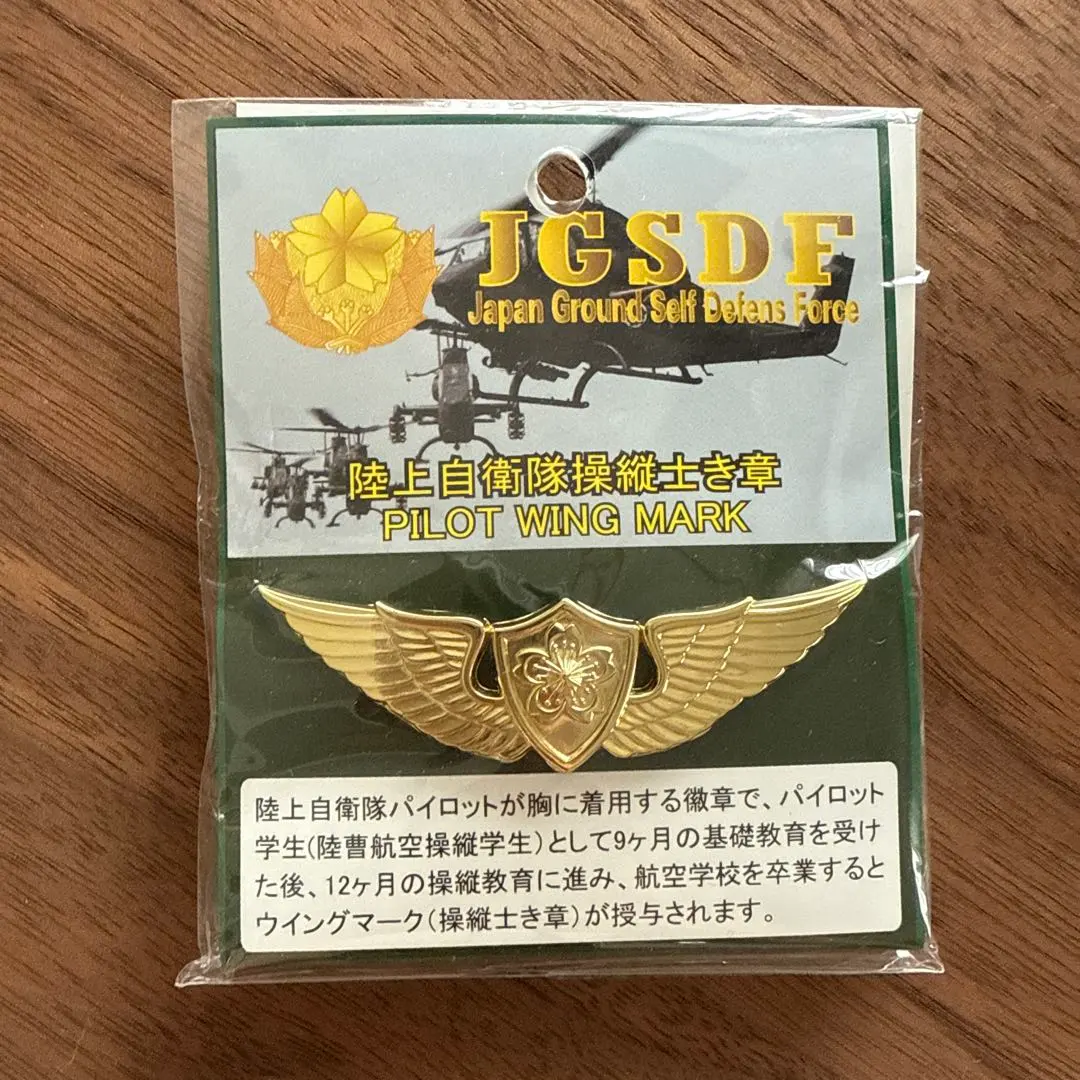 JGSDF
Japan Ground Self Defens Force
陸上自衛隊操縦士き章
PILOT WING MARK
陸上自衛隊パイロットが胸に着用する徽章で、パイロット
学生(陸曹航空操縦学生)として9ヶ月の基礎教育を受け
た後、12ヶ月の操縦教育に進み、航空学校を卒業すると
ウイングマーク(操縦士き章)が授与されます。